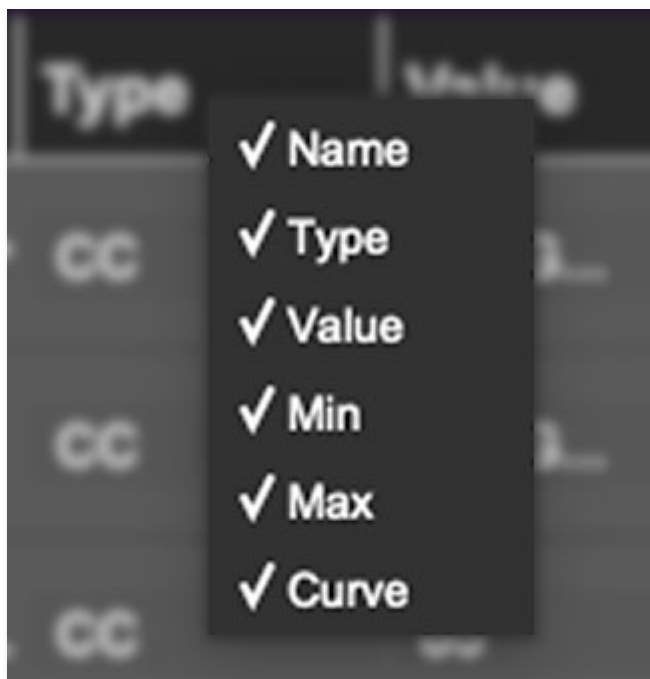 Type
✓ Name
✓ Type
✓ Value
✓ Min
✓ Max
✓ Curve
CC
CC
CC